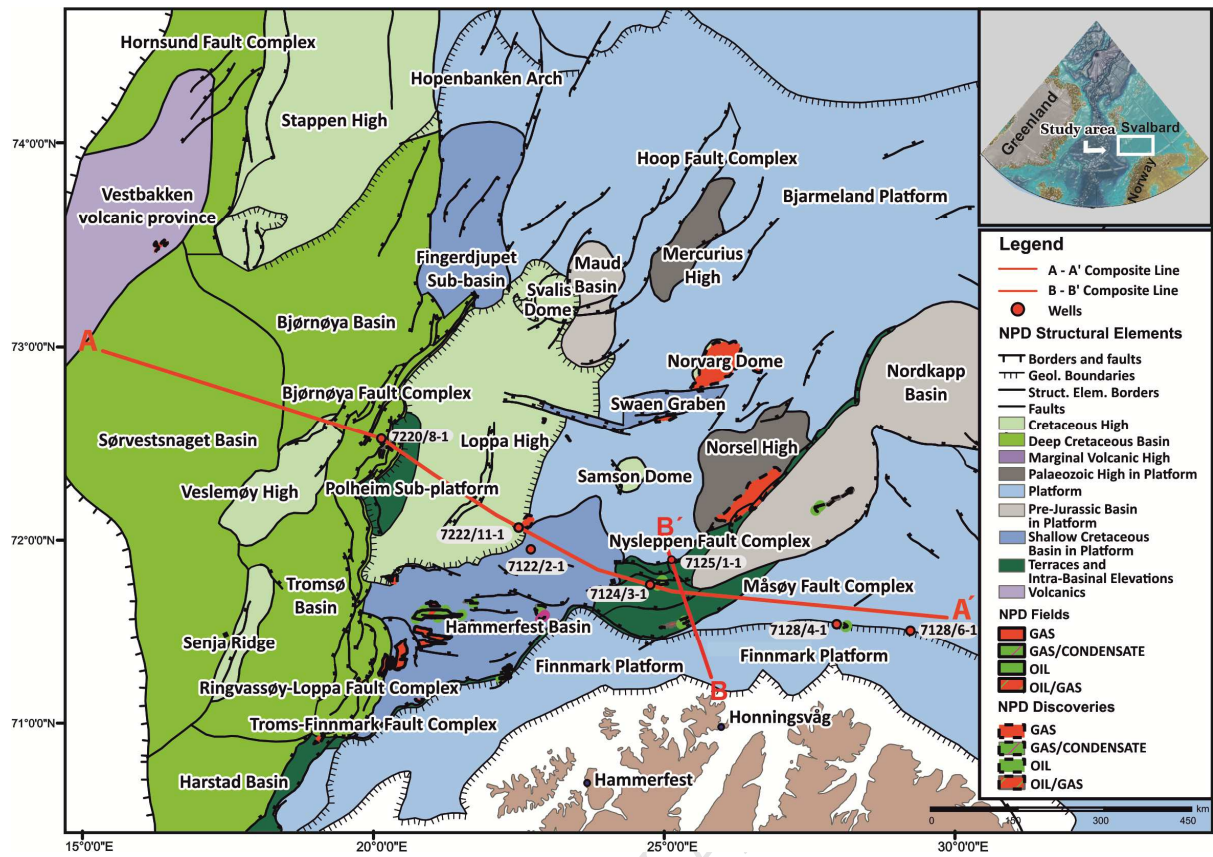 Hornsund Fault Complex
Hopenbanken Arch
Stappen High
74°00'0"N
Hoop Fault Complex
Vestbakken
volcanic province
Bjarmeland Platform
Fingerdjupet
Sub-basin
Maud
Basin
Mercurius
High
Svalis
Dome
Bjørnøya Basin
A
73°00'0"N
Norvarg Dome
Nordkapp
Basin
Bjørnøya Fault Complex
Swaen Graben
Sørvestsnaget Basin
7220/8-1
Loppa High
Norsel High
Samson Dome
Veslemøy High
Polheim Sub-platform
B´
7222/11-1
Nysleppen Fault Complex
72°00'0"N
7122/2-1
7125/1-1
Tromsø
Basin
7124/3-1
Måsøy Fault Complex
A´
Hammerfest Basin
7128/4-1
7128/6-1
Senja Ridge
Finnmark Platform
Finnmark Platform
Ringvassøy-Loppa Fault Complex
B
71°00'0"N
Troms-Finnmark Fault Complex
Honningsvåg
Harstad Basin
Hammerfest
15°0'0"E
20°0'0"E
25°0'0"E
30°0'0"E
Greenland
Study area
Svalbard
Norway
Legend
A - A' Composite Line
B - B' Composite Line
Wells
NPD Structural Elements
Borders and faults
Geol. Boundaries
Struct. Elem. Borders
Faults
Cretaceous High
Deep Cretaceous Basin
Marginal Volcanic High
Palaeozoic High in Platform
Platform
Pre-Jurassic Basin
in Platform
Shallow Cretaceous
Basin in Platform
Terraces and
Intra-Basinal Elevations
Volcanics
NPD Fields
GAS
GAS/CONDENSATE
OIL
OIL/GAS
NPD Discoveries
GAS
GAS/CONDENSATE
OIL
OIL/GAS
km
0 150 300 450